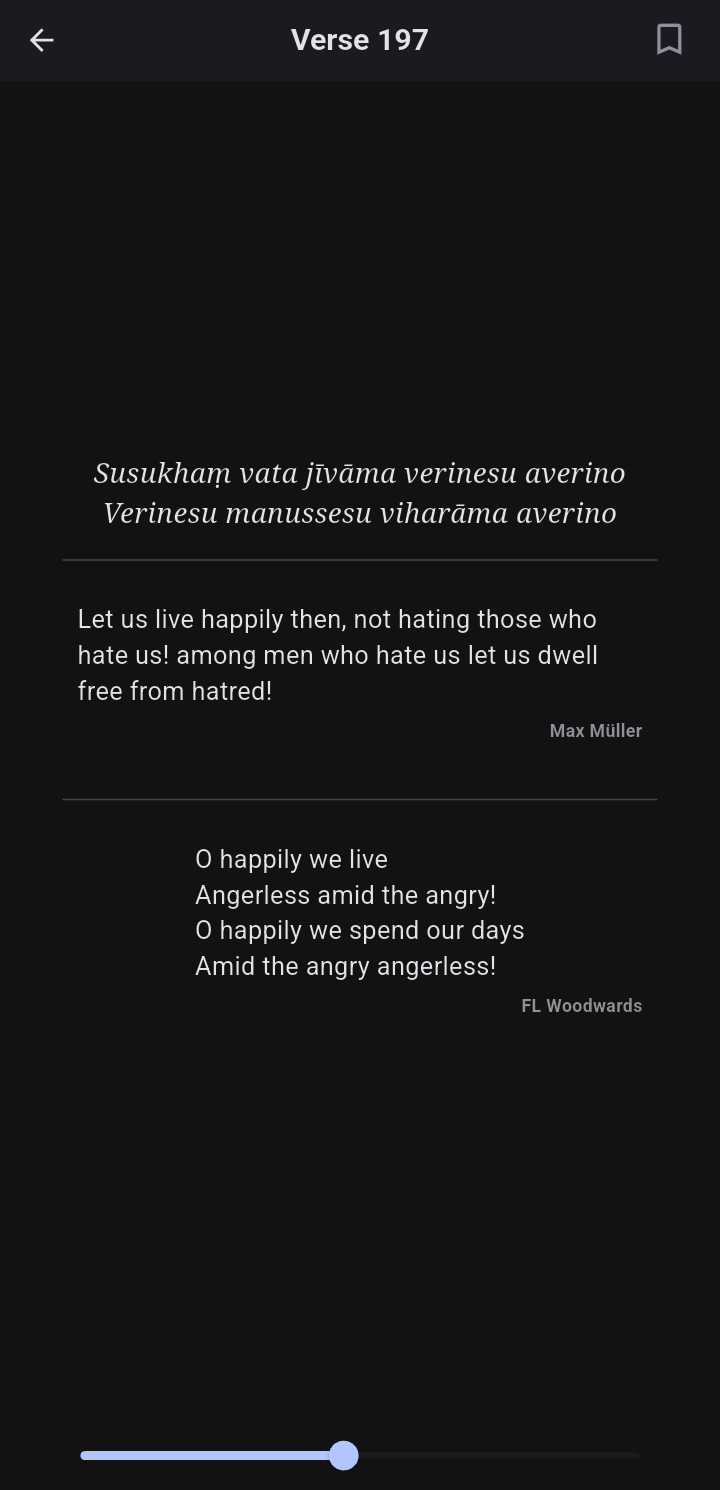 Verse 197
Susukhaṃ vata jīvāma verinesu averino
Verinesu manussesu viharāma averino
Let us live happily then, not hating those who
hate us! among men who hate us let us dwell
free from hatred!
Max Müller
O happily we live
Angerless amid the angry!
O happily we spend our days
Amid the angry angerless!
FL Woodwards